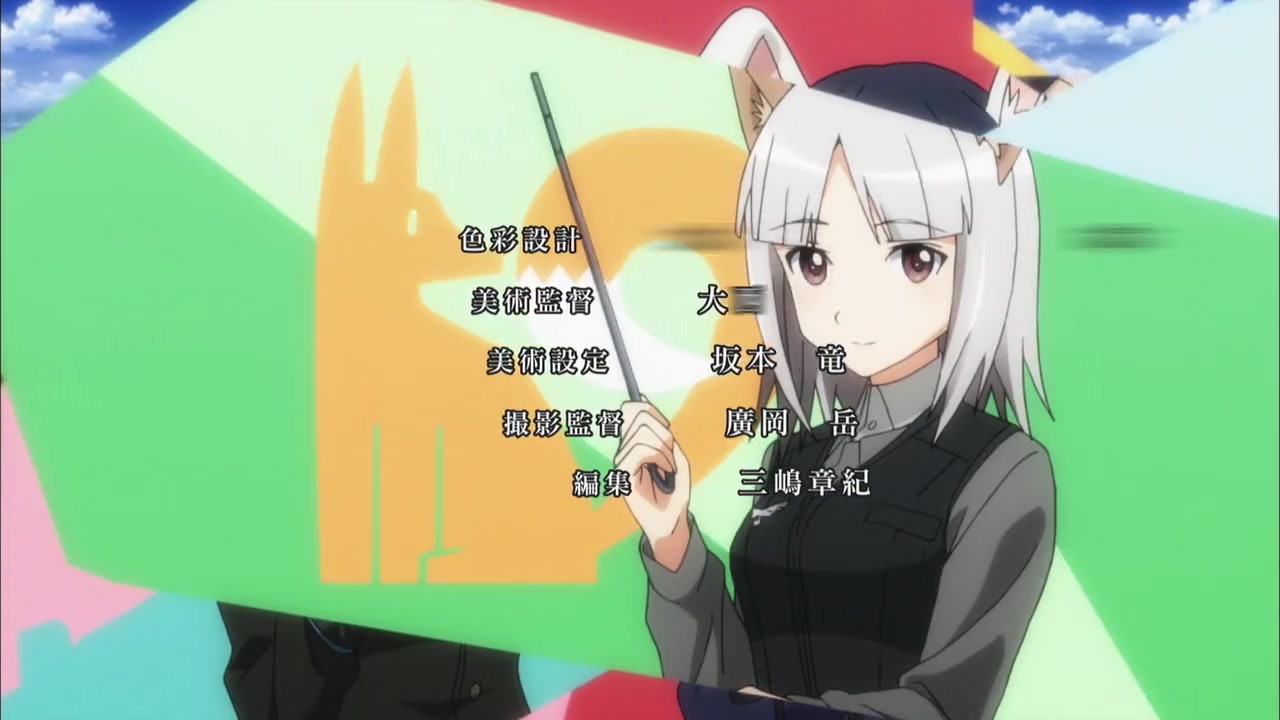 色彩設計
美術監督 大
美術設定 坂本 竜
撮影監督 廣岡 岳
編集 三嶋章紀